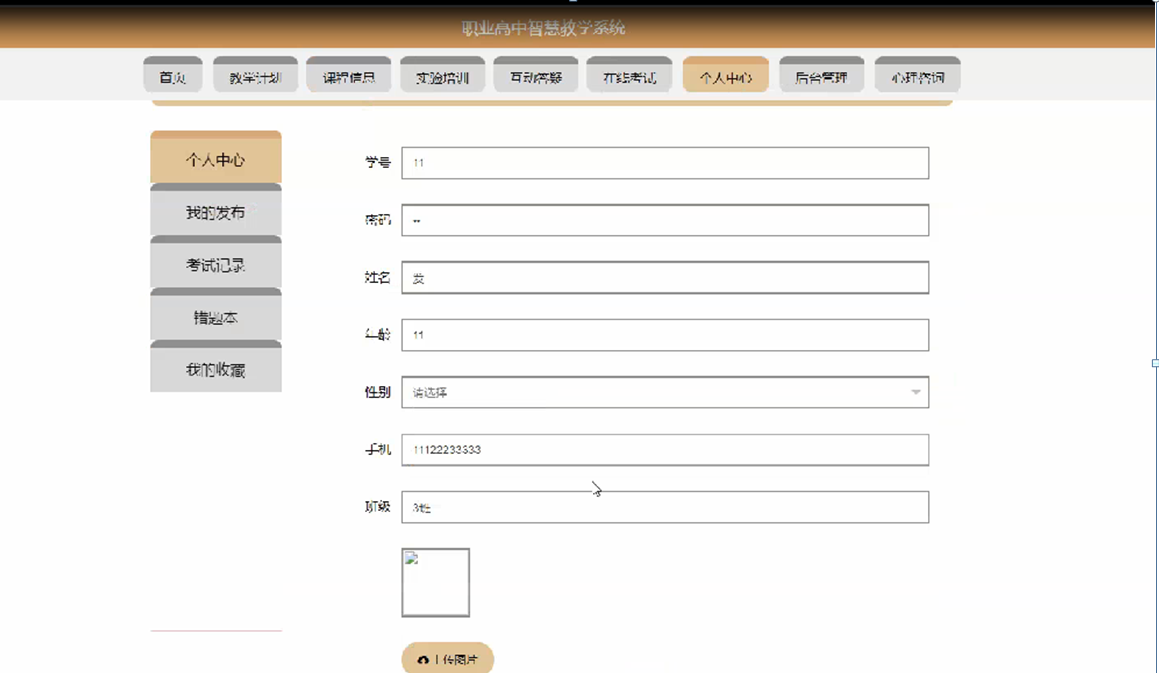 职业高中智慧教学系统
首页 教学计划 课程信息 实验培训 互动答疑 在线考试 个人中心 后台管理 心理咨询
个人中心
我的发布
考试记录
错题本
我的收藏
学号 11
密码 ••
姓名 发
年龄 11
性别 请选择
手机 11122233333
班级 3班
上传图片